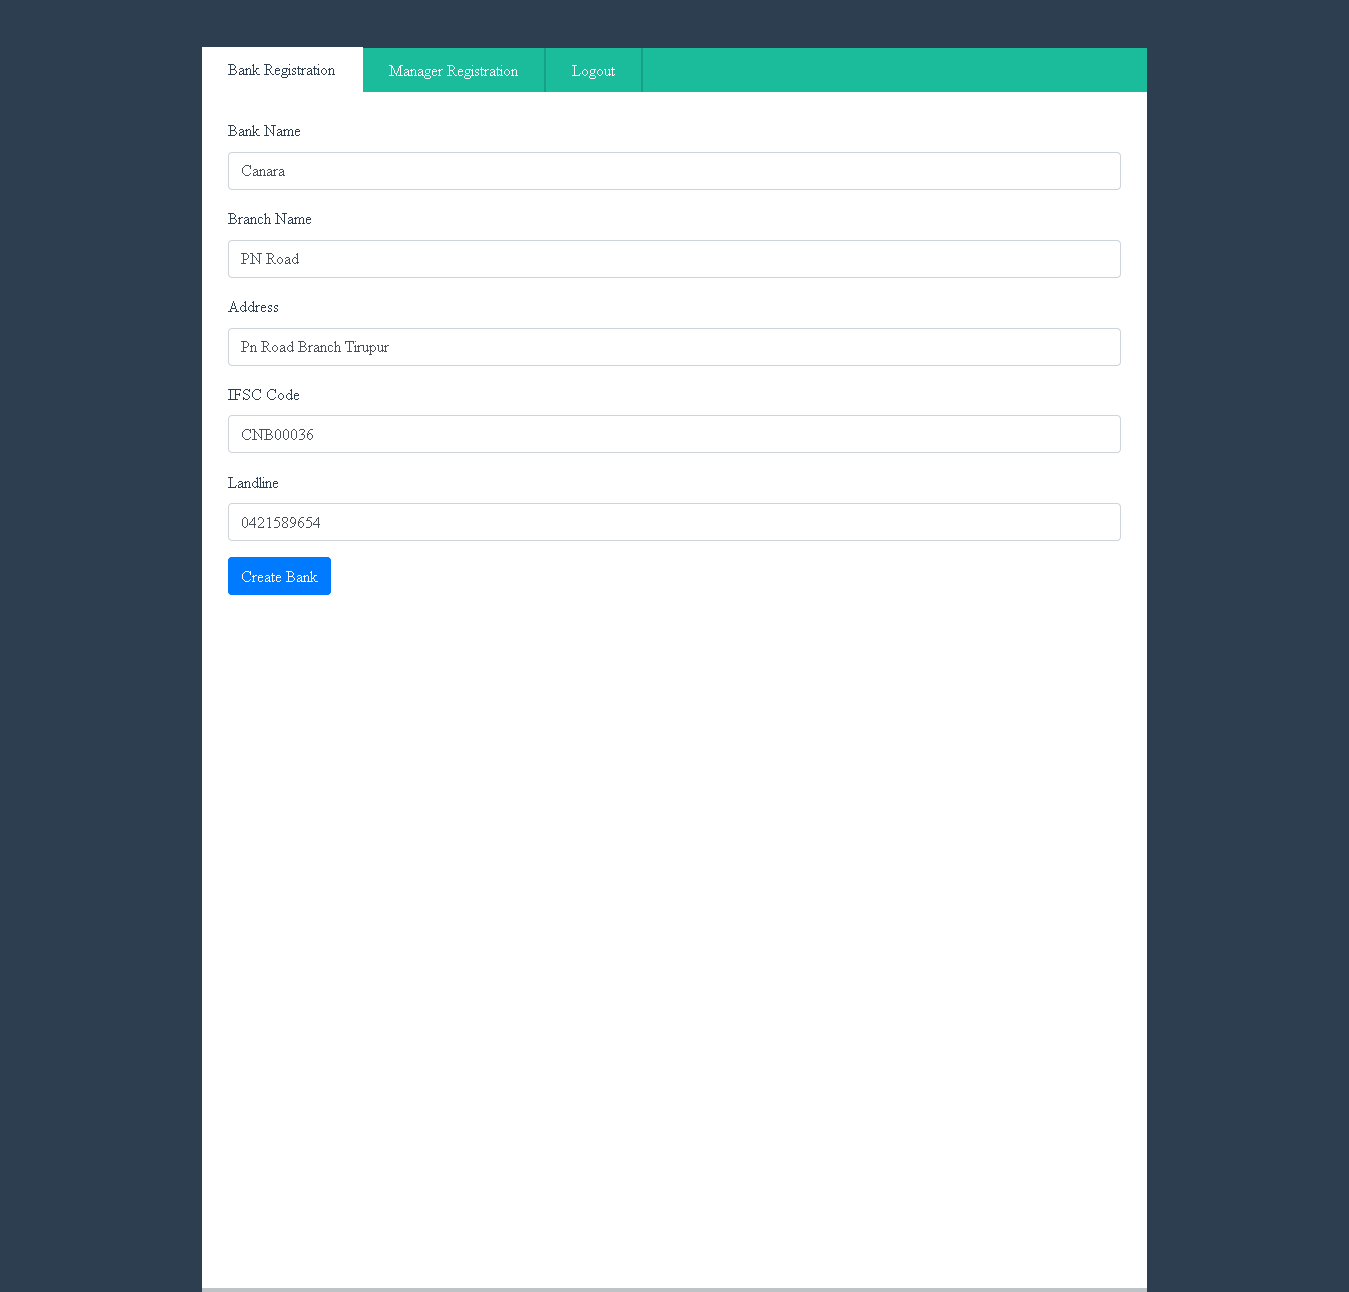 Bank Registration
Manager Registration
Logout
Bank Name
Canara
Branch Name
PN Road
Address
Pn Road Branch Tirupur
IFSC Code
CNB00036
Landline
0421589654
Create Bank